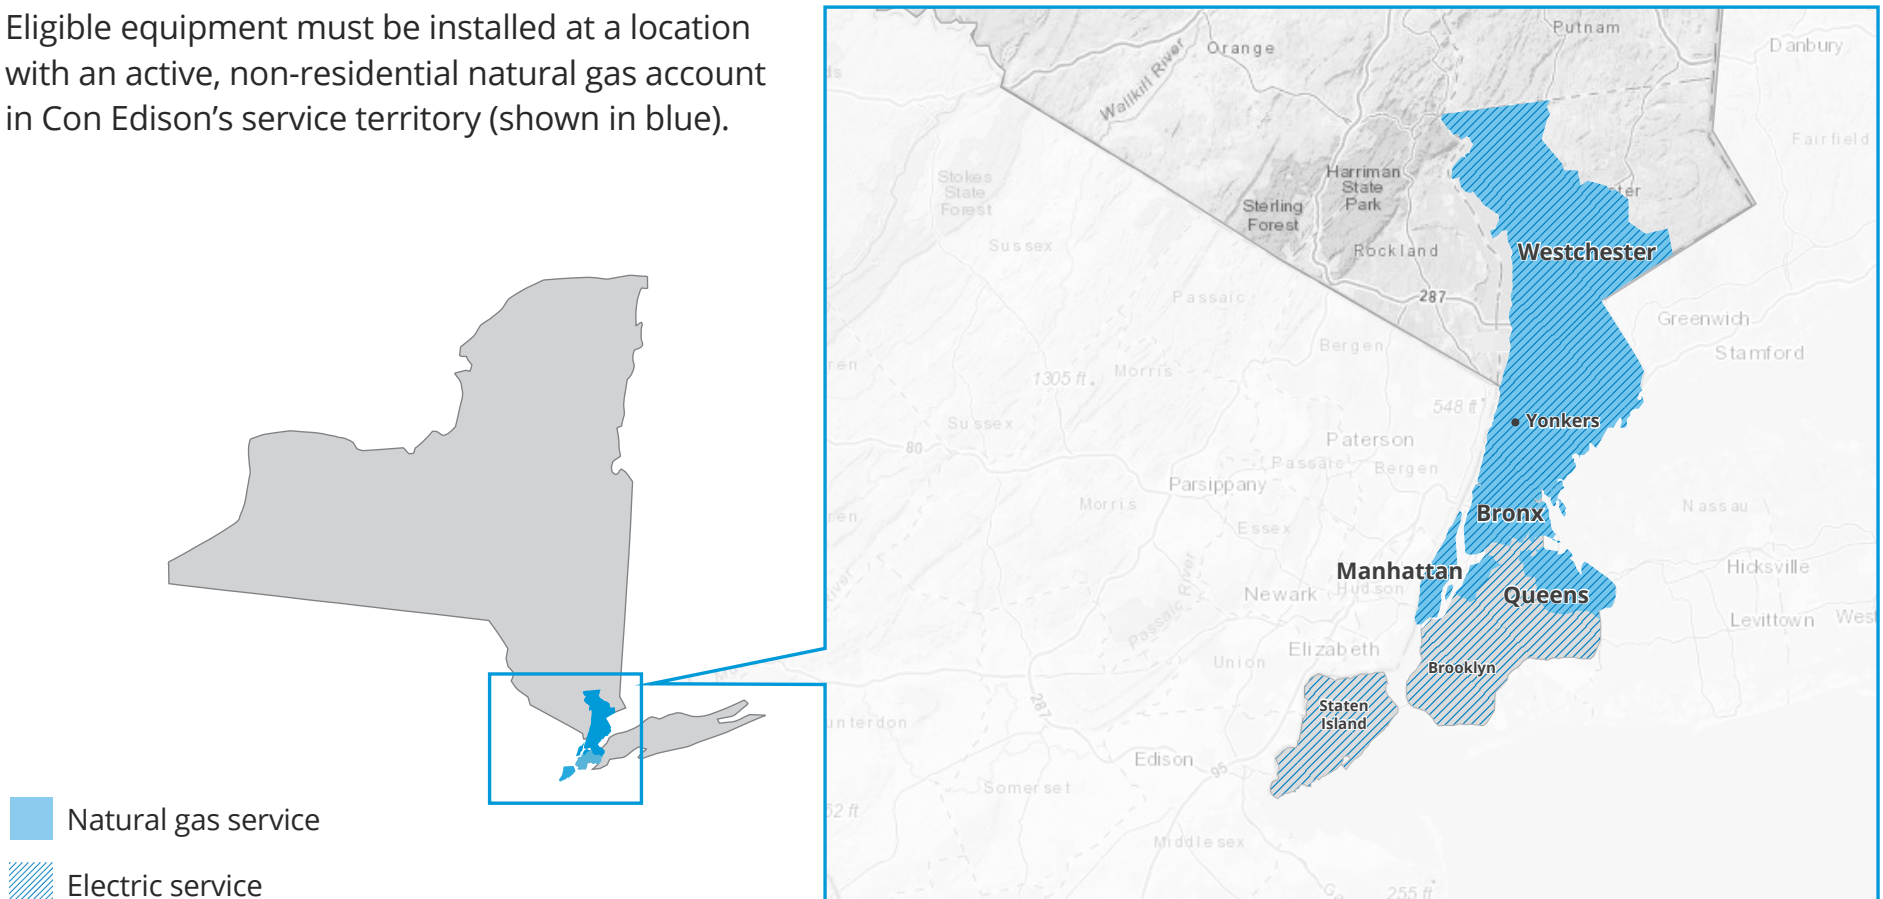 Eligible equipment must be installed at a location
with an active, non-residential natural gas account
in Con Edison’s service territory (shown in blue).
Natural gas service
Electric service
Putnam
Orange
Danbury
Wallkill River
Fairfield
Harriman
State
Park
Stokes
State
Forest
Sterling
Forest
Sussex
Rockland
Westchester
Passaic
287
Greenwich
Bergen
Stamford
1305 ft
Morris
548 ft
Sussex
Yonkers
80
Paterson
Passaic
Bergen
Parsippany
Morris
Nassau
Bronx
Essex
Manhattan
Hicksville
Newark
Hudson
Queens
Passaic River
Levittown
West
Elizabeth
Union
Brooklyn
287
Staten
Island
Edison
95
Somerset
Middlesex
255 ft